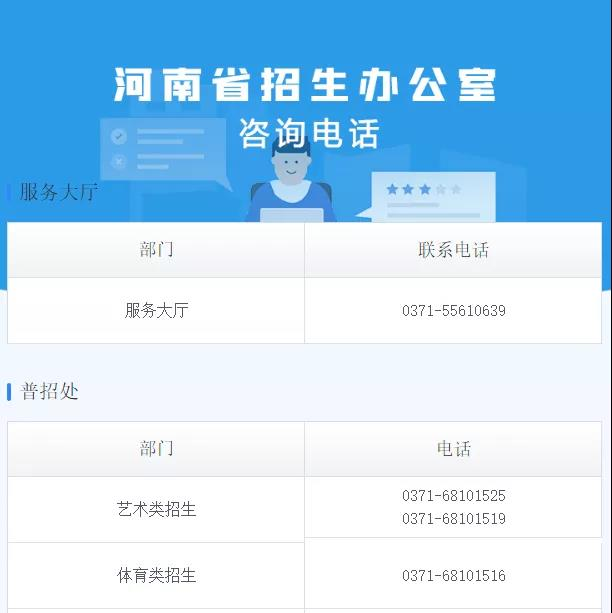 河南省招生办公室
咨询电话
服务大厅
部门 联系电话
服务大厅 0371-55610639
普招处
部门 电话
艺术类招生 0371-68101525
0371-68101519
体育类招生 0371-68101516